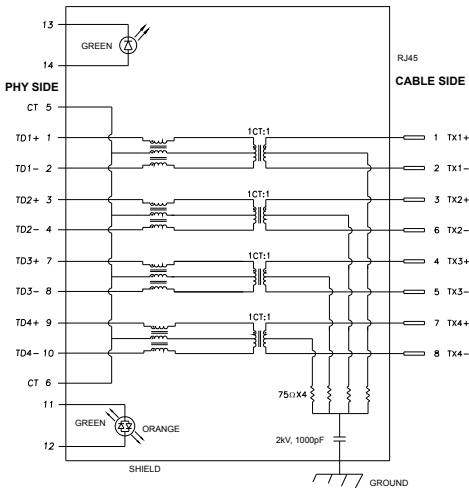 13
GREEN
14
RJ45
PHY SIDE
CABLE SIDE
CT 5
1CT:1
TD1+ 1
1 TX1+
TD1- 2
2 TX1-
1CT:1
TD2+ 3
3 TX2+
TD2- 4
6 TX2-
1CT:1
TD3+ 7
4 TX3+
TD3- 8
5 TX3-
1CT:1
TD4+ 9
7 TX4+
TD4- 10
8 TX4-
CT 6
75ΩX4
11
GREEN
ORANGE
12
2kV, 1000pF
SHIELD
GROUND